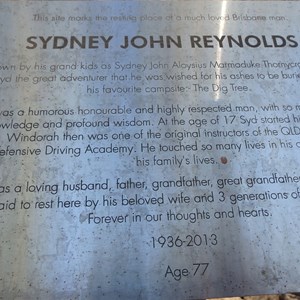 This site marks the resting place of a much loved Brisbane man
SYDNEY JOHN REYNOLDS
own by his grand kids as Sydney John Aloysius Marmaduke Thotnycro
yd the great adventurer that he was wished for his ashes to be buri
his favourite campsite - The Dig Tree.
was a humorous honourable and highly respected man, with so m
owledge and profound wisdom. At the age of 17 Syd started hi
Windorah then was one of the original instructors of the QLD
Defensive Driving Academy. He touched so many lives in his c
his family's lives.
as a loving husband, father, grandfather, great grandfather
aid to rest here by his beloved wife and 3 generations of
Forever in our thoughts and hearts.
1936-2013
Age 77